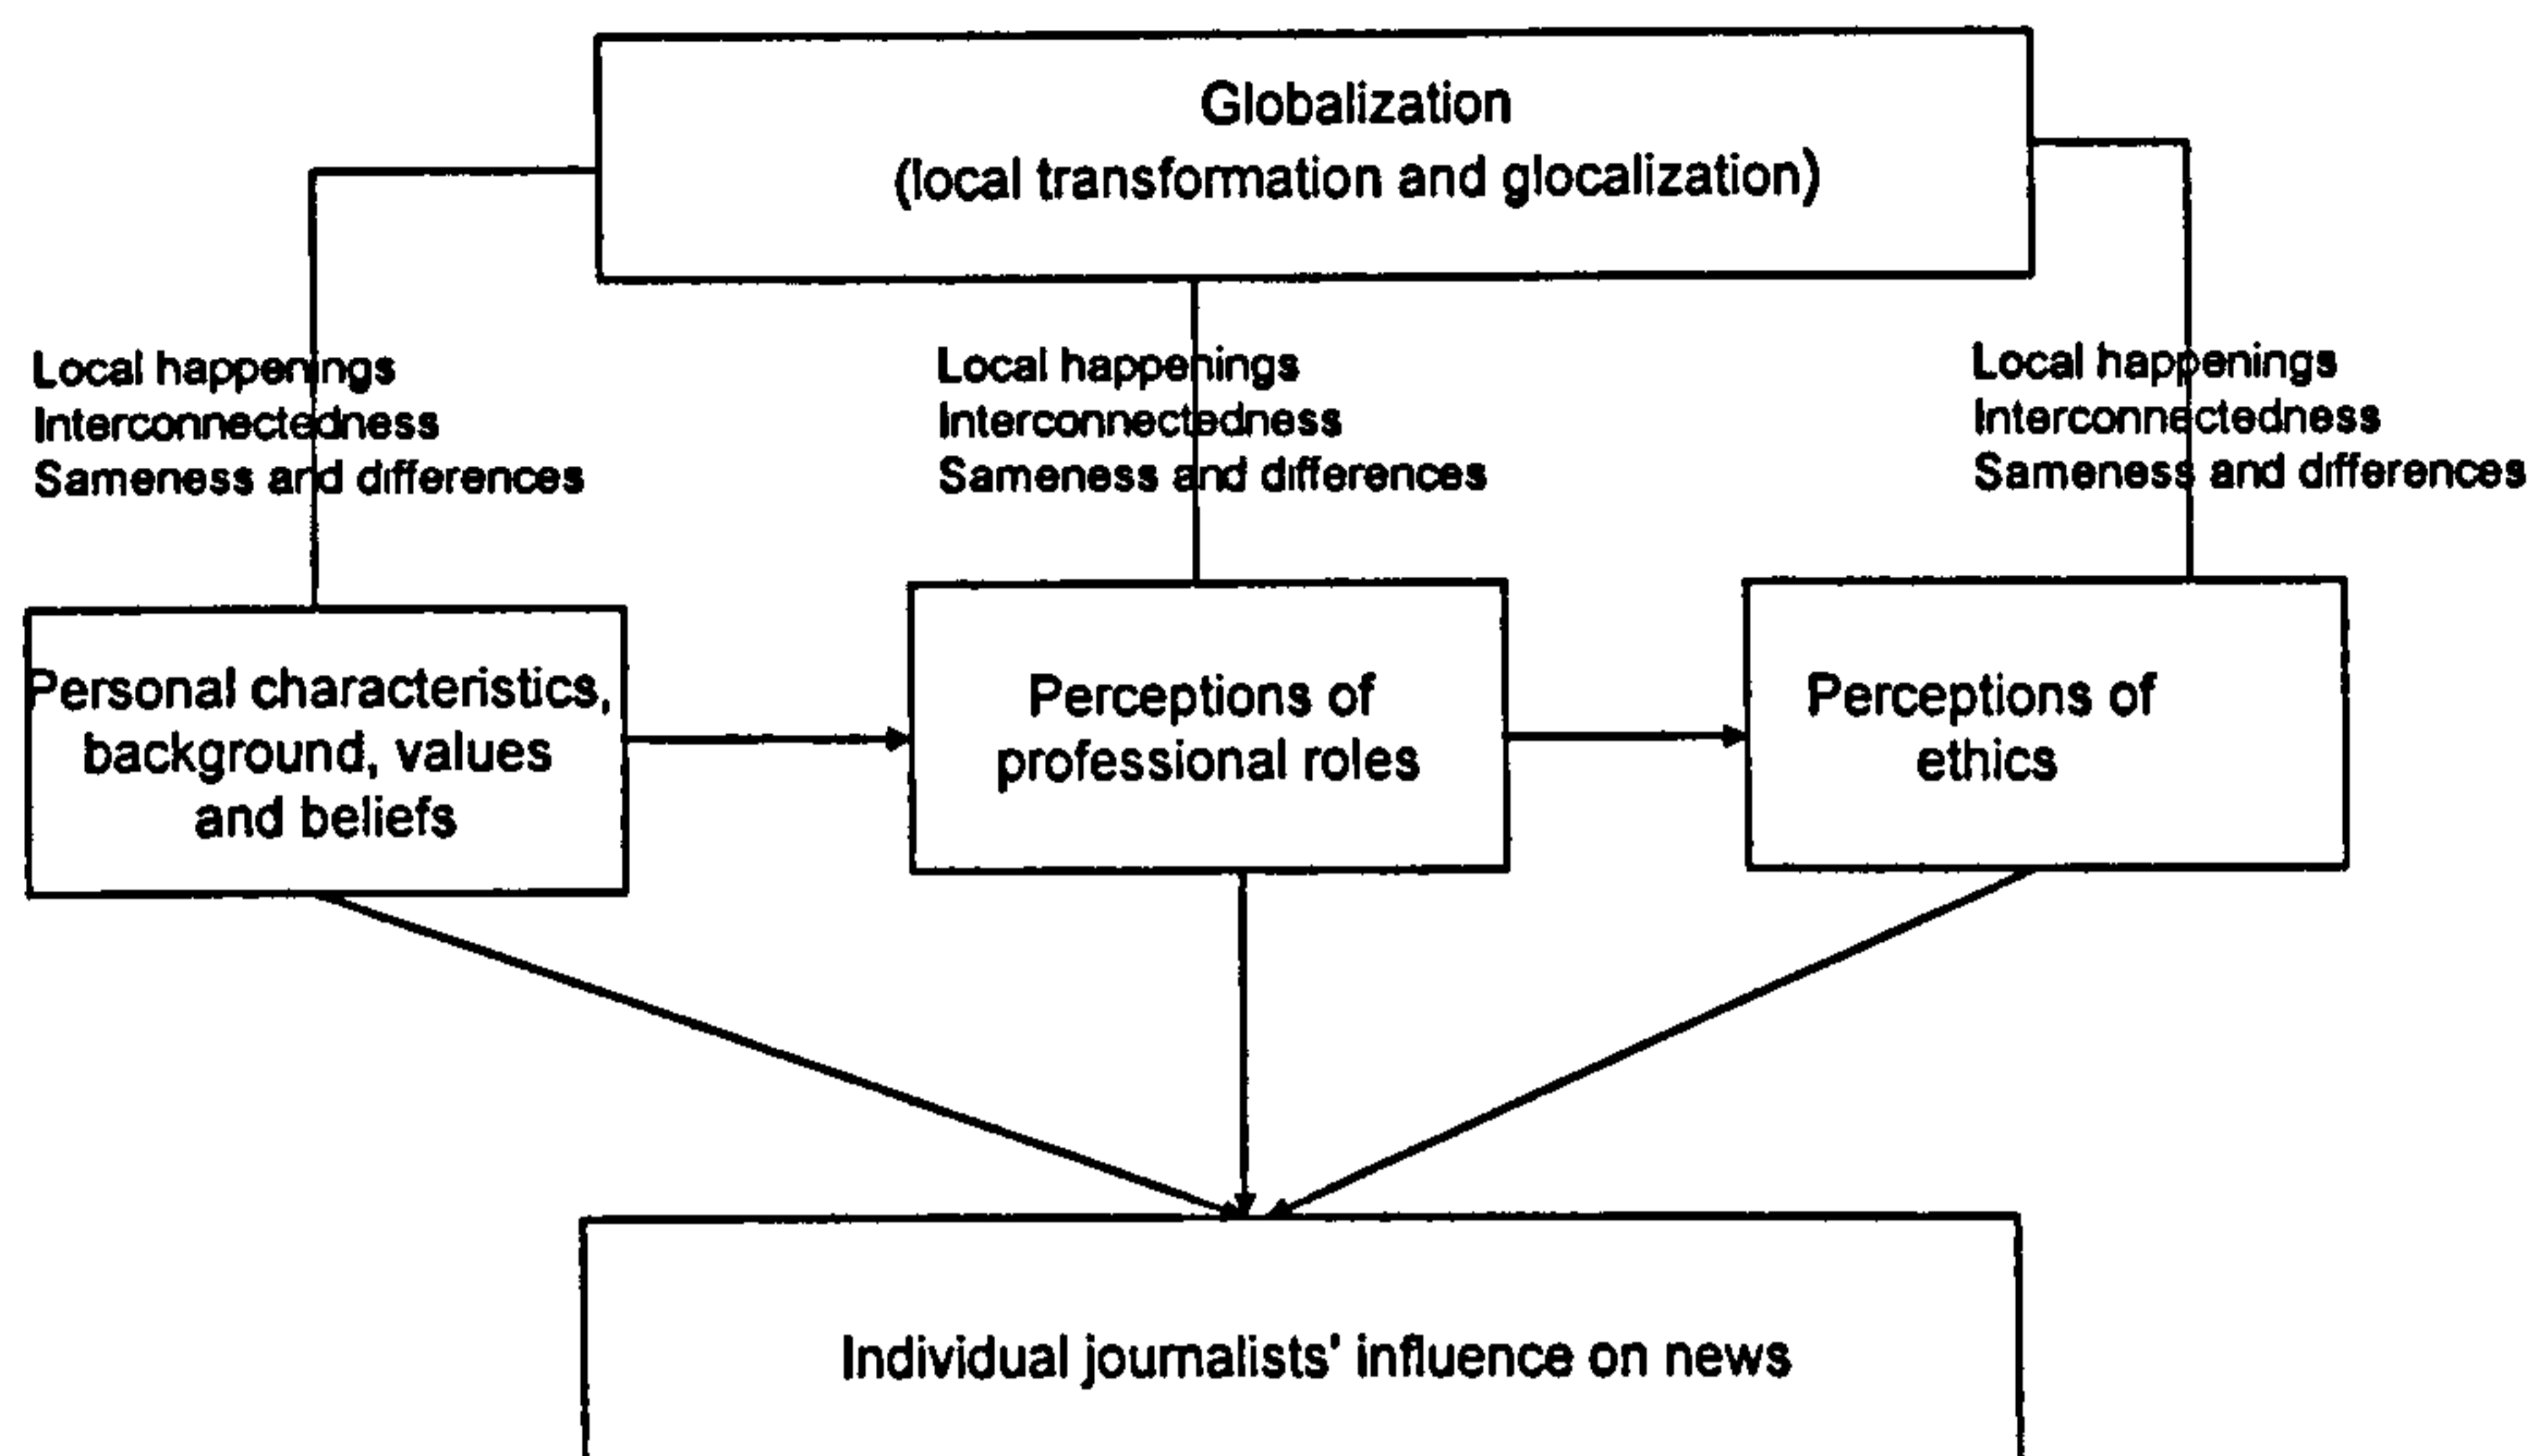 Globalization
(local transformation and glocalization)
Local happenings
Interconnectedness
Sameness and differences
Local happenings
Interconnectedness
Sameness and differences
Local happenings
Interconnectedness
Sameness and differences
Personal characteristics,
background, values
and beliefs
Perceptions of
professional roles
Perceptions of
ethics
Individual journalists' influence on news